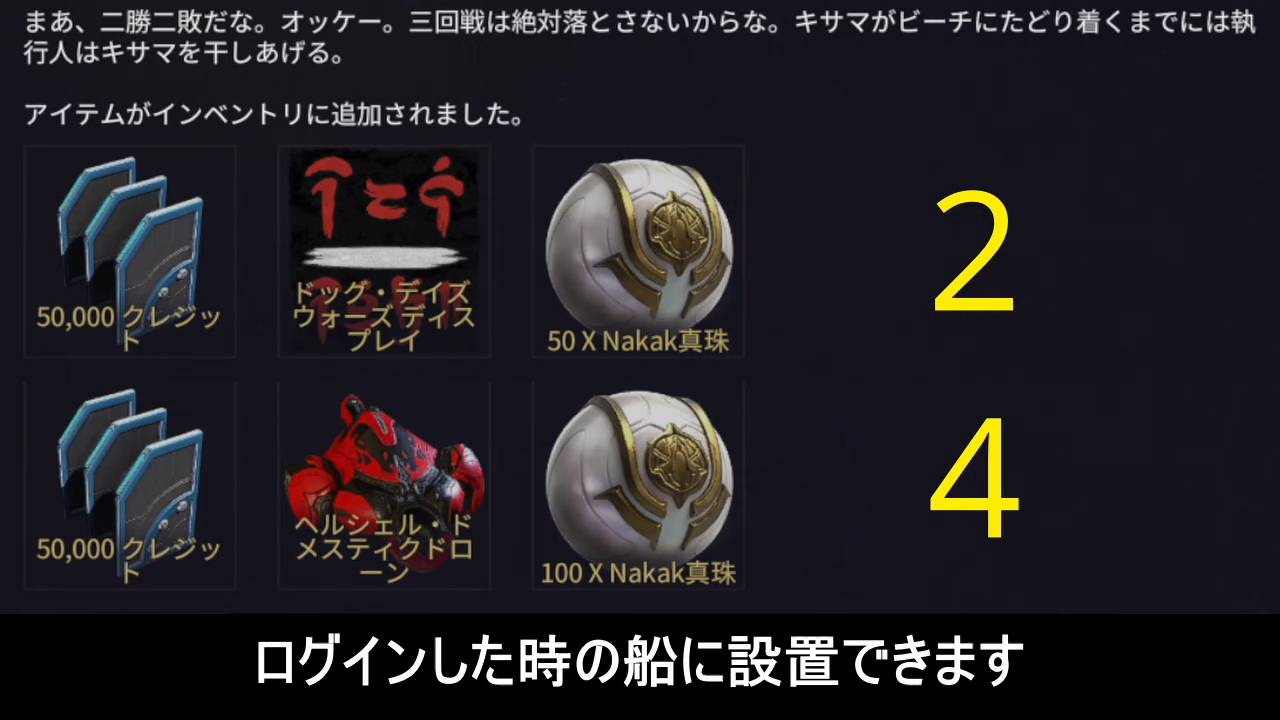 まあ、二勝二敗だな。オッケー。三回戦は絶対落とさないからな。キサマがビーチにたどり着くまでには執
行人はキサマを干しあげる。
アイテムがインベントリに追加されました。
50,000 クレジッ
ト
ドッグ・デイズ
ウォーズ ディス
プレイ
50 X Nakak真珠
2
50,000 クレジッ
ト
ヘルシェル・ド
メスティクドロ
ーン
100 X Nakak真珠
4
ログインした時の船に設置できます